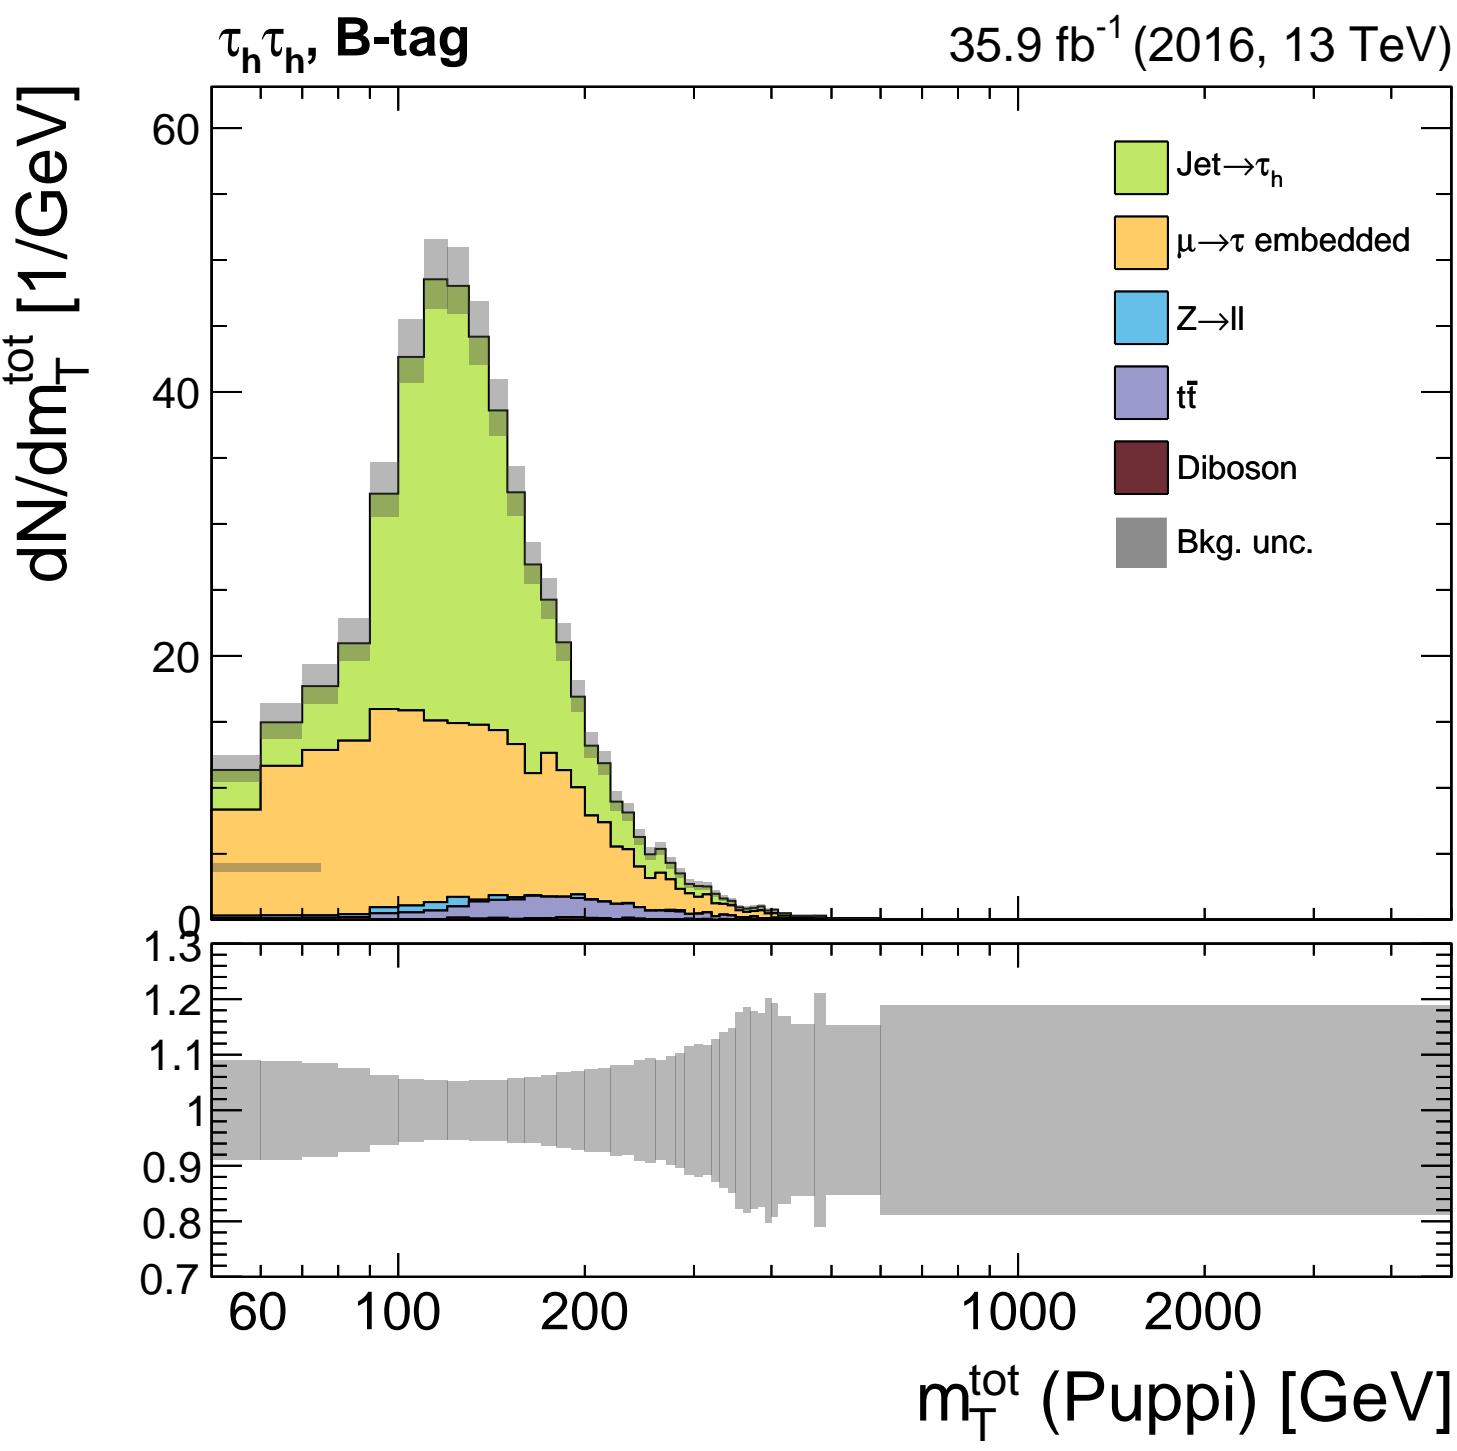 τhτh, B-tag
35.9 fb-1 (2016, 13 TeV)
dN/dmTtot [1/GeV]
60
40
20
0
Jet→τh
μ→τ embedded
Z→ll
tt̄
Diboson
Bkg. unc.
1.3
1.2
1.1
1
0.9
0.8
0.7
60 100 200 1000 2000
mTtot (Puppi) [GeV]